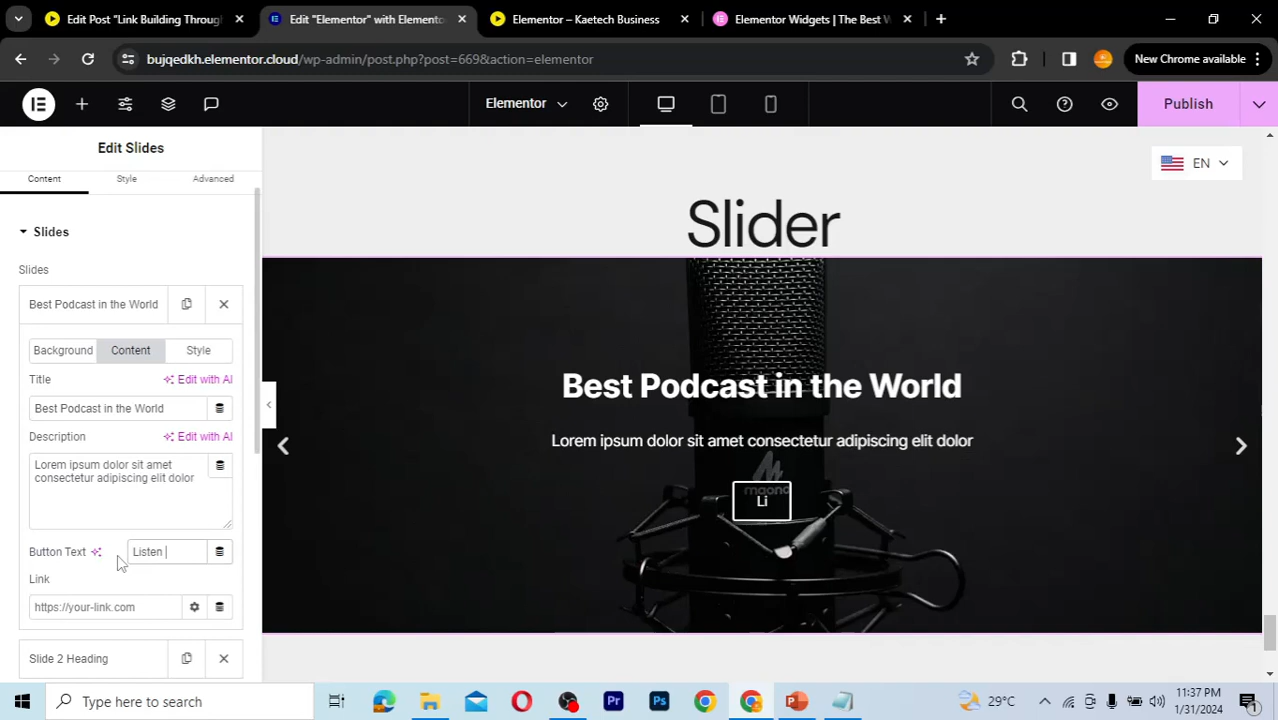 Edit Post "Link Building Throug
Edit "Elementor" with Elemento
Elementor – Kaetech Business
Elementor Widgets | The Best W
bujqedkh.elementor.cloud/wp-admin/post.php?post=669&action=elementor
New Chrome available
Elementor
Publish
Edit Slides
Content
Style
Advanced
EN
Slides
Slides
Best Podcast in the World
Background
Content
Style
Title
Edit with AI
Best Podcast in the World
Description
Edit with AI
Lorem ipsum dolor sit amet
consectetur adipiscing elit dolor
Button Text
Listen
Link
https://your-link.com
Slide 2 Heading
Slider
Best Podcast in the World
Lorem ipsum dolor sit amet consectetur adipiscing elit dolor
maono
Li
Type here to search
Pr
Ps
29°C
11:37 PM
1/31/2024
1